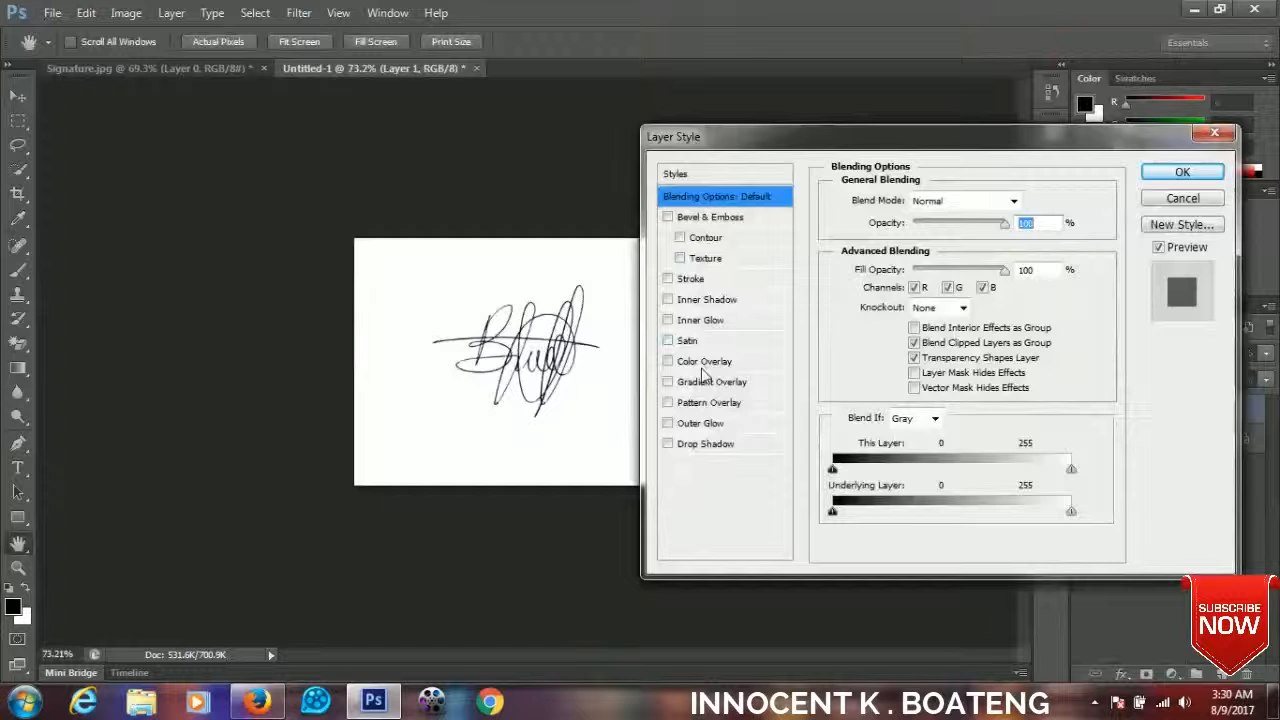 Ps File Edit Image Layer Type Select Filter View Window Help
Scroll All Windows Actual Pixels Fit Screen Fill Screen Print Size Essentials
Signature.jpg @ 69.3% (Layer 0, RGB/8#) * × Untitled-1 @ 73.2% (Layer 1, RGB/8) * ×
Color Swatches
R
Layer Style
Styles
Blending Options: Default
Bevel & Emboss
Contour
Texture
Stroke
Inner Shadow
Inner Glow
Satin
Color Overlay
Gradient Overlay
Pattern Overlay
Outer Glow
Drop Shadow
Blending Options
General Blending
Blend Mode: Normal
Opacity: 100 %
Advanced Blending
Fill Opacity: 100 %
Channels: R G B
Knockout: None
Blend Interior Effects as Group
Blend Clipped Layers as Group
Transparency Shapes Layer
Layer Mask Hides Effects
Vector Mask Hides Effects
Blend If: Gray
This Layer: 0 255
Underlying Layer: 0 255
OK
Cancel
New Style...
Preview
SUBSCRIBE
NOW
73.21% Doc: 531.6K/700.9K
Mini Bridge Timeline
Ps
INNOCENT K . BOATENG
3:30 AM
8/9/2017